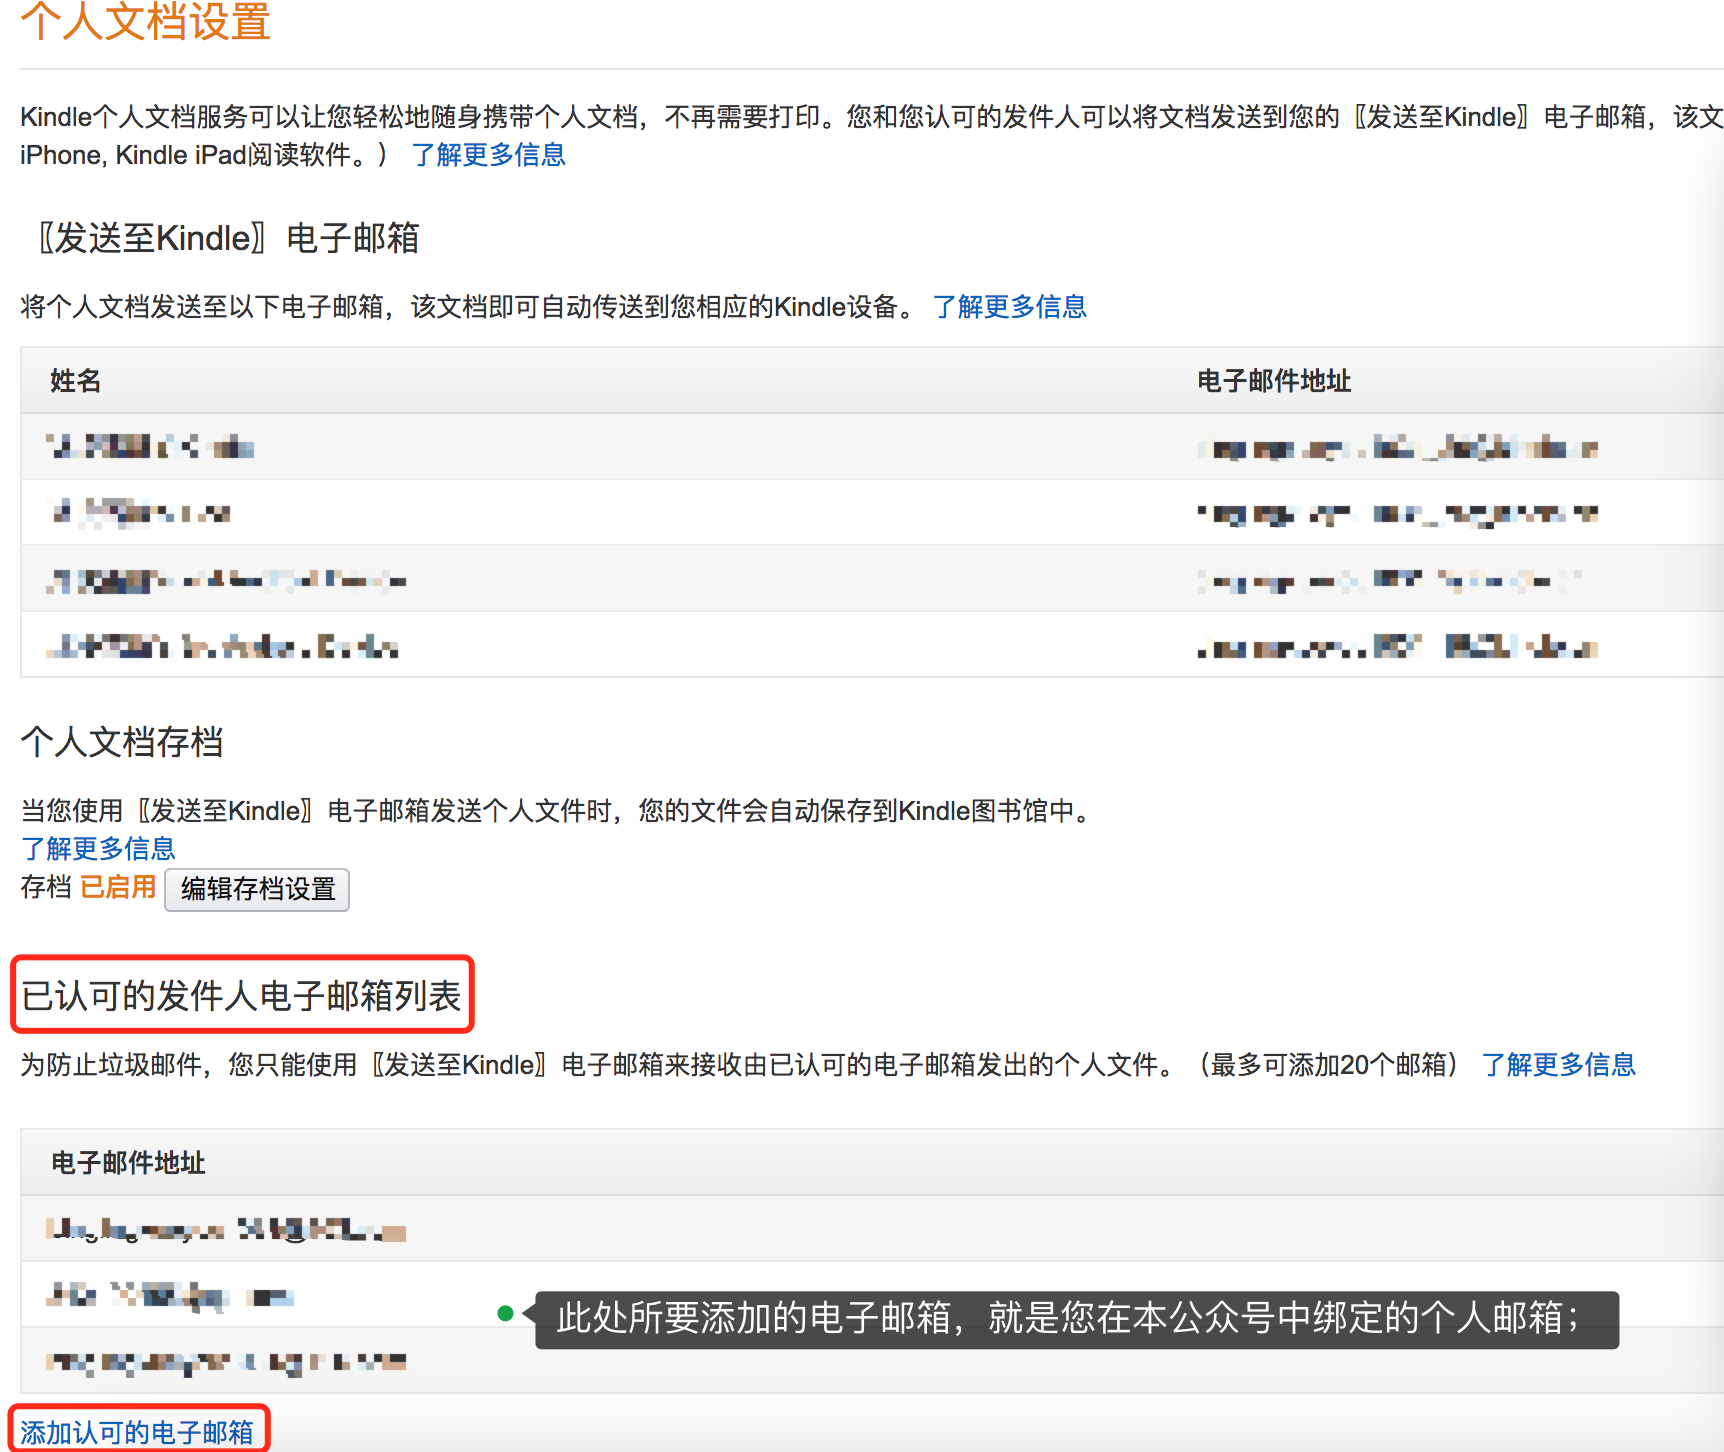 个人文档设置
Kindle个人文档服务可以让您轻松地随身携带个人文档，不再需要打印。您和您认可的发件人可以将文档发送到您的〖发送至Kindle〗电子邮箱，该文
iPhone, Kindle iPad阅读软件。） 了解更多信息
〖发送至Kindle〗电子邮箱
将个人文档发送至以下电子邮箱，该文档即可自动传送到您相应的Kindle设备。 了解更多信息
姓名 电子邮件地址
个人文档存档
当您使用〖发送至Kindle〗电子邮箱发送个人文件时，您的文件会自动保存到Kindle图书馆中。
了解更多信息
存档 已启用 编辑存档设置
已认可的发件人电子邮箱列表
为防止垃圾邮件，您只能使用〖发送至Kindle〗电子邮箱来接收由已认可的电子邮箱发出的个人文件。（最多可添加20个邮箱） 了解更多信息
电子邮件地址
此处所要添加的电子邮箱，就是您在本公众号中绑定的个人邮箱；
添加认可的电子邮箱